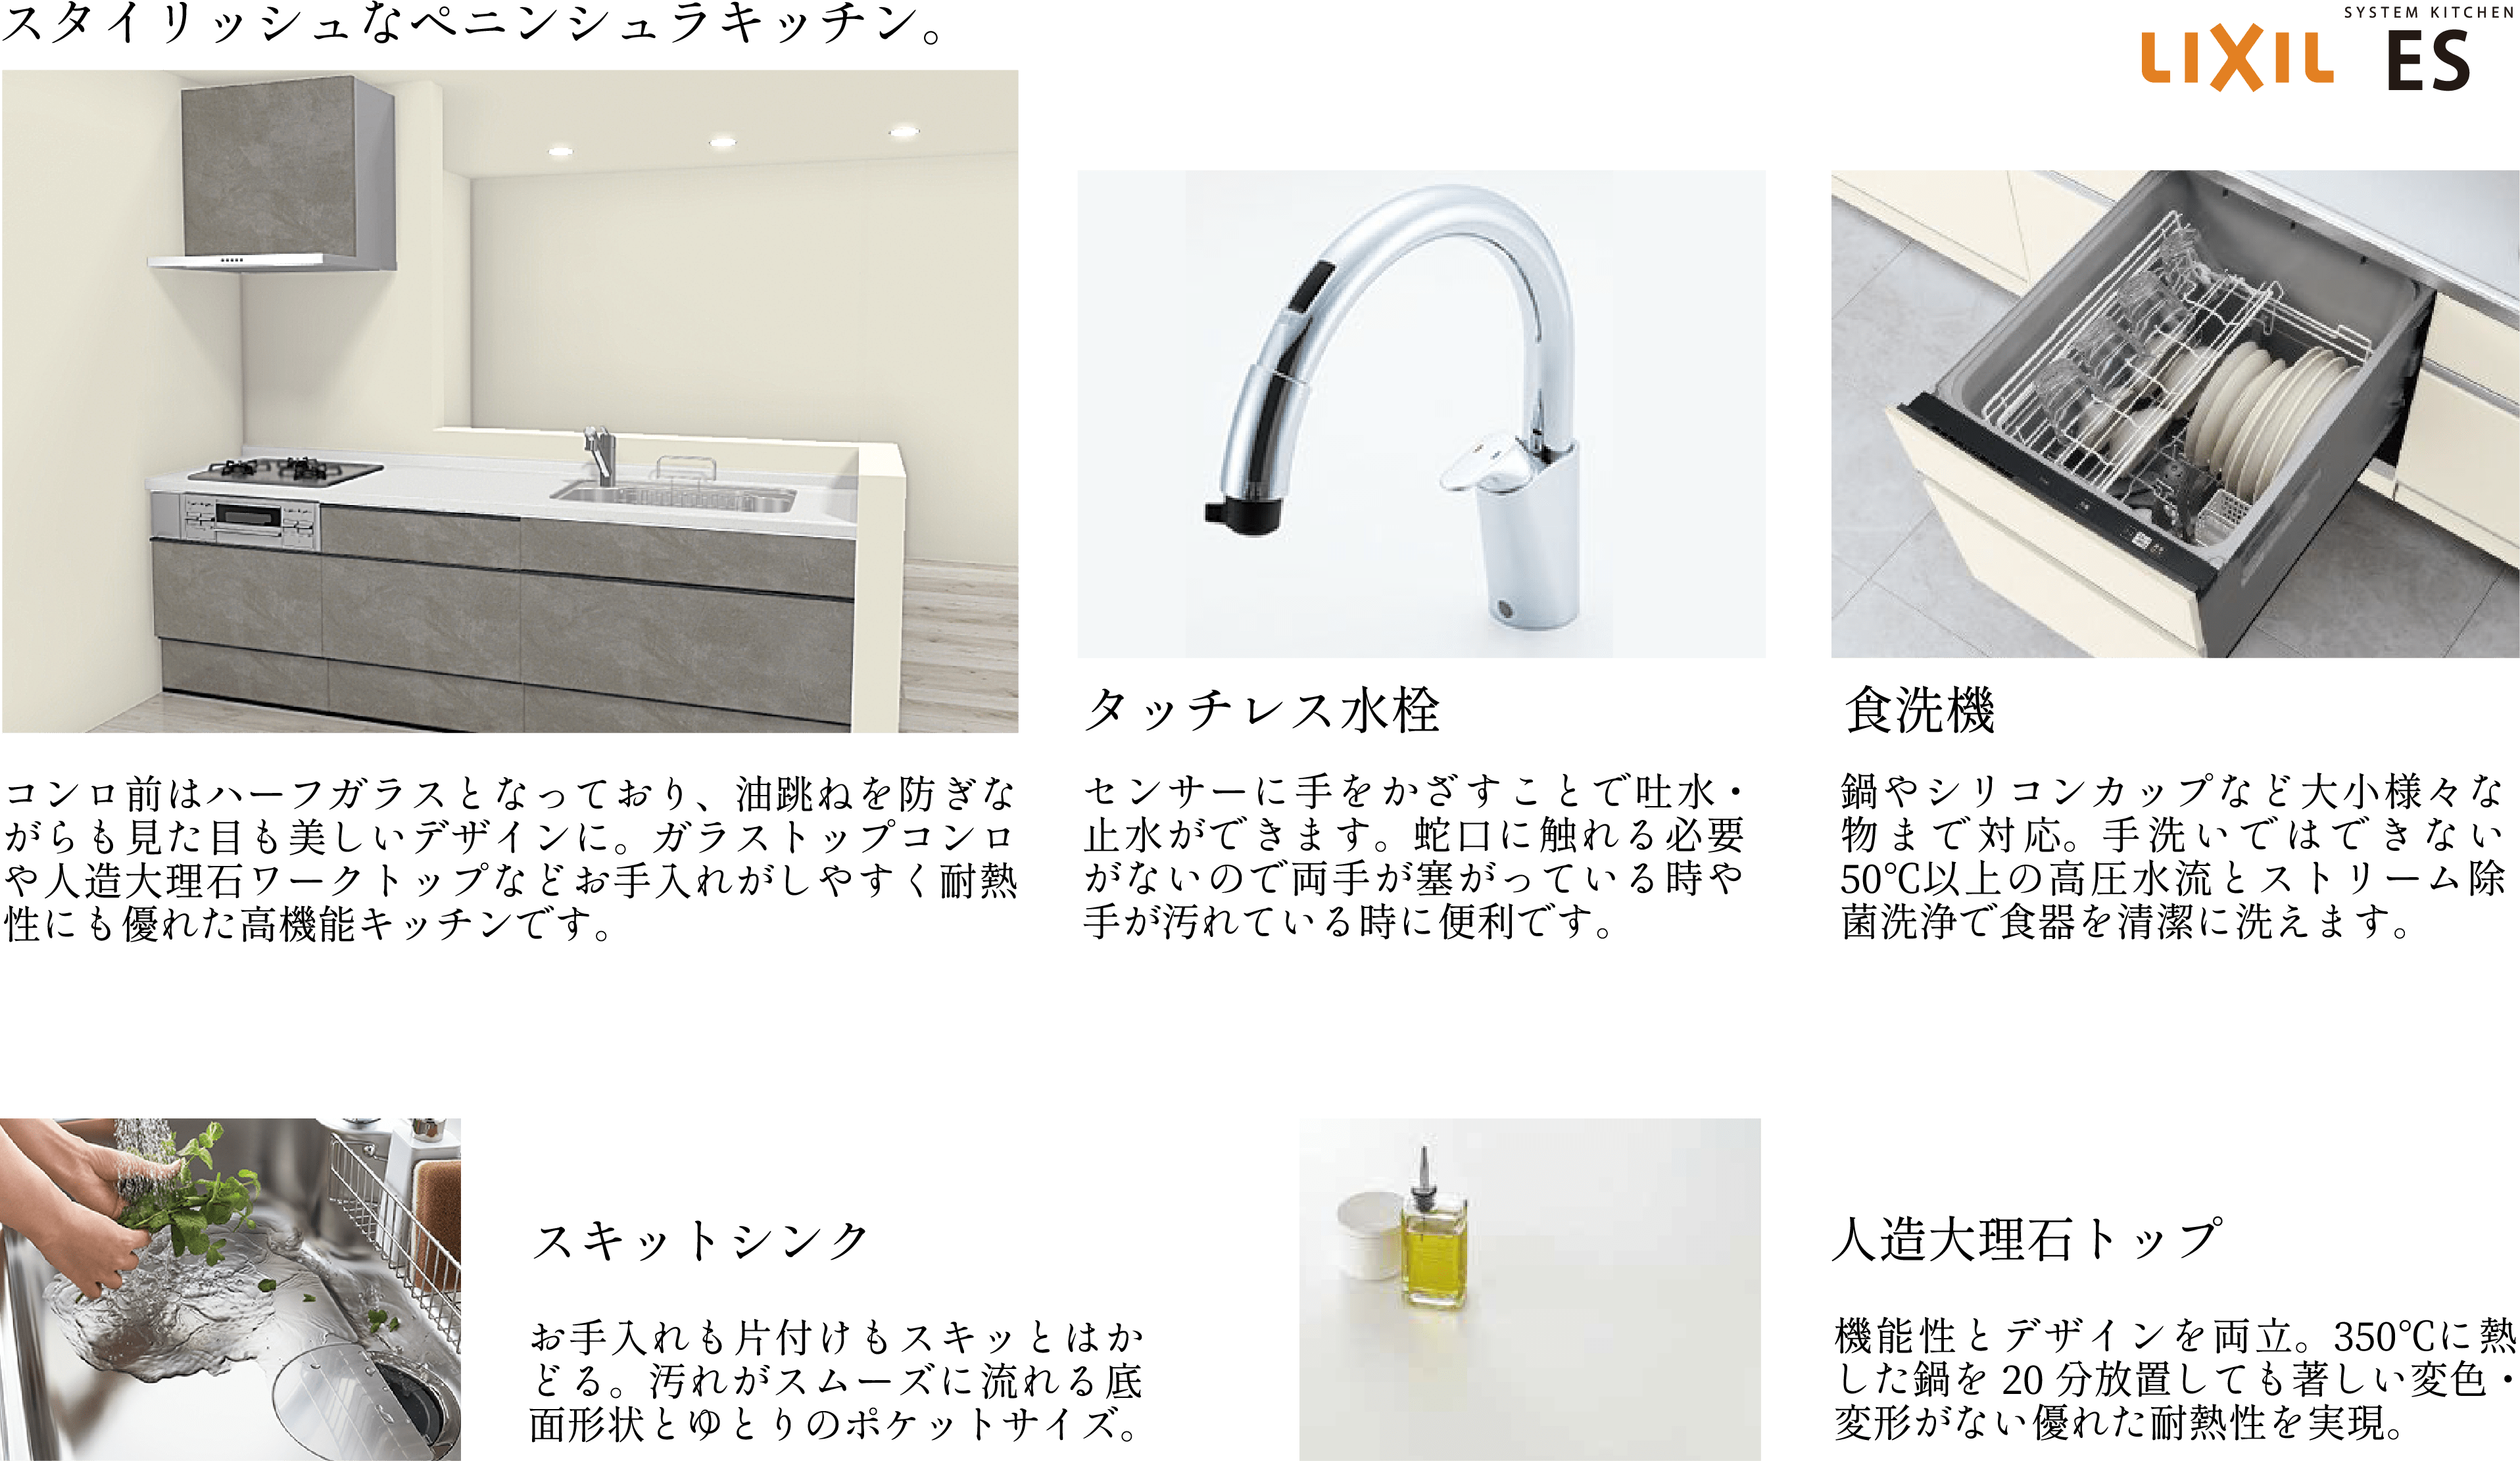 スタイリッシュなペニンシュラキッチン。
SYSTEM KITCHEN
LIXIL ES
コンロ前はハーフガラスとなっており、油跳ねを防ぎな
がらも見た目も美しいデザインに。ガラストップコンロ
や人造大理石ワークトップなどお手入れがしやすく耐熱
性にも優れた高機能キッチンです。
タッチレス水栓
センサーに手をかざすことで吐水・
止水ができます。蛇口に触れる必要
がないので両手が塞がっている時や
手が汚れている時に便利です。
食洗機
鍋やシリコンカップなど大小様々な
物まで対応。手洗いではできない
50℃以上の高圧水流とストリーム除
菌洗浄で食器を清潔に洗えます。
スキットシンク
お手入れも片付けもスキッとはか
どる。汚れがスムーズに流れる底
面形状とゆとりのポケットサイズ。
人造大理石トップ
機能性とデザインを両立。350℃に熱
した鍋を 20 分放置しても著しい変色・
変形がない優れた耐熱性を実現。